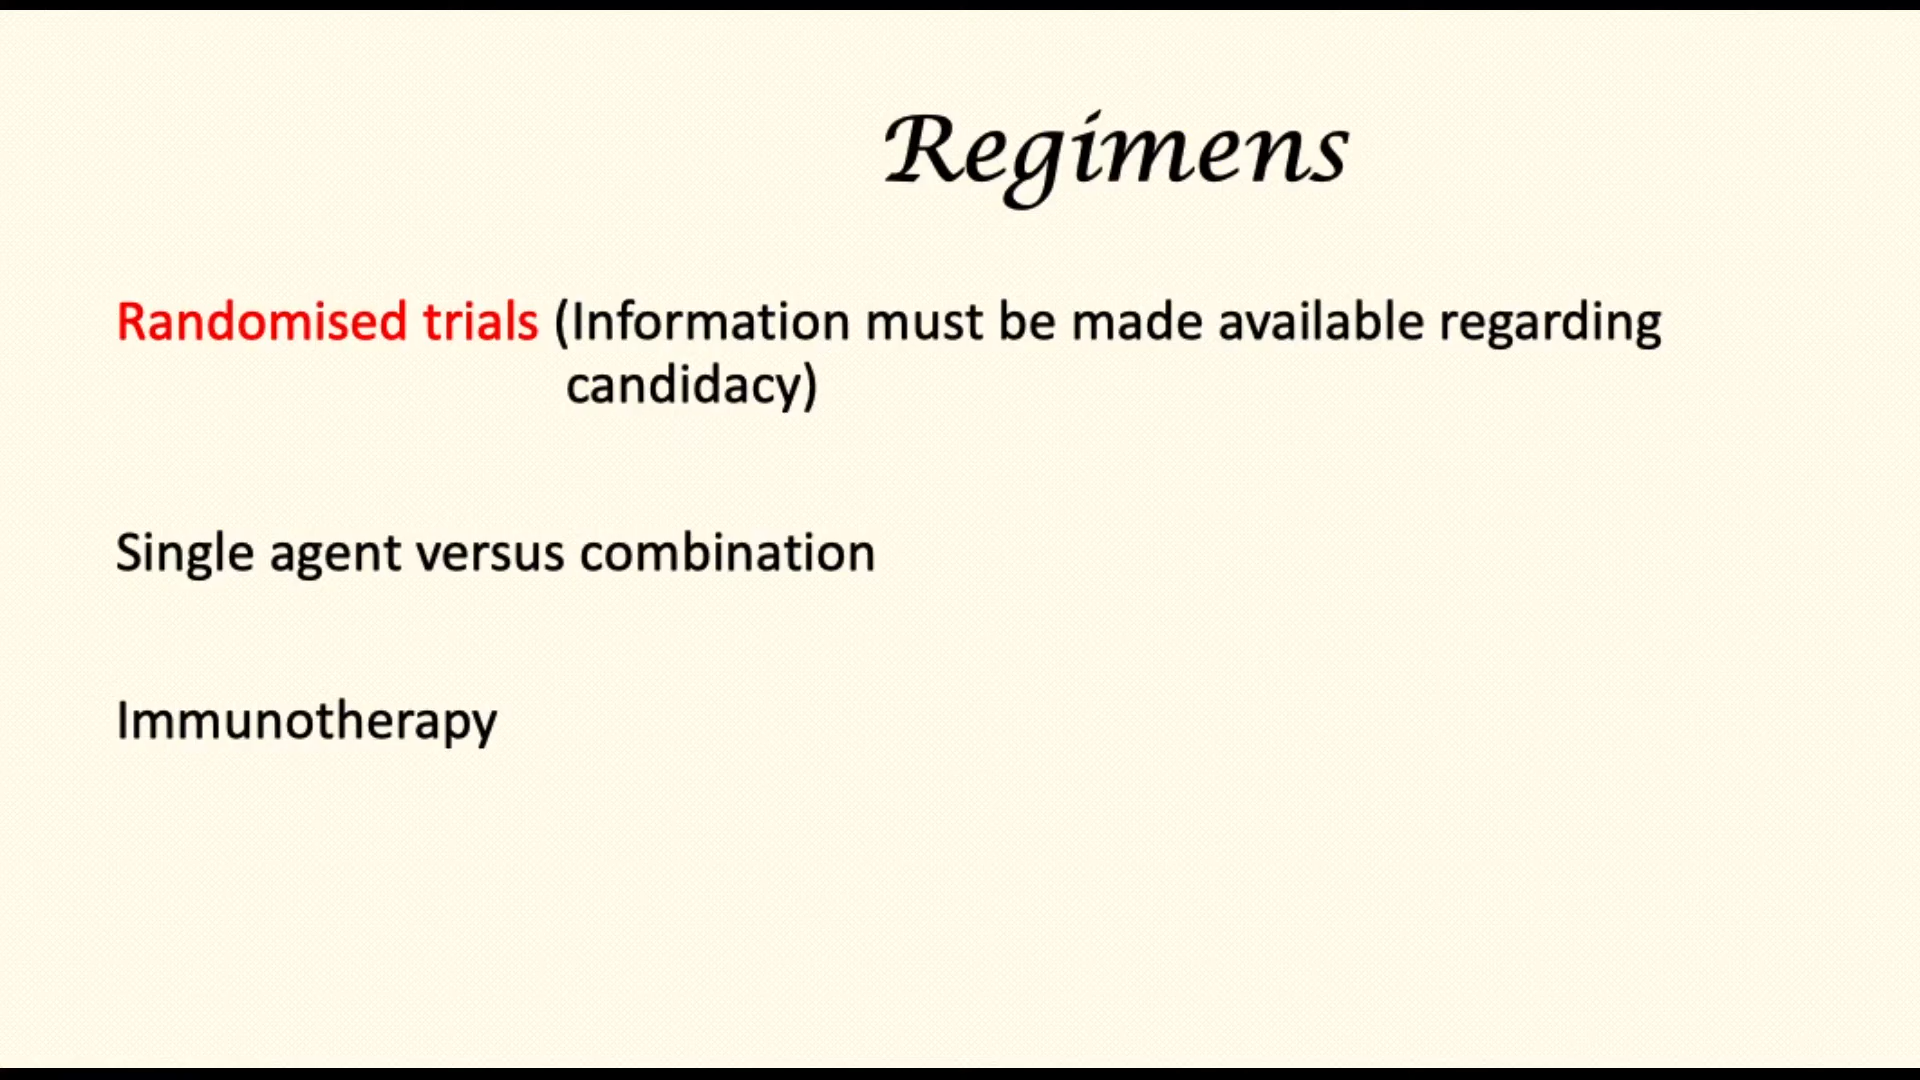 Regimens
Randomised trials (Information must be made available regarding
candidacy)
Single agent versus combination
Immunotherapy